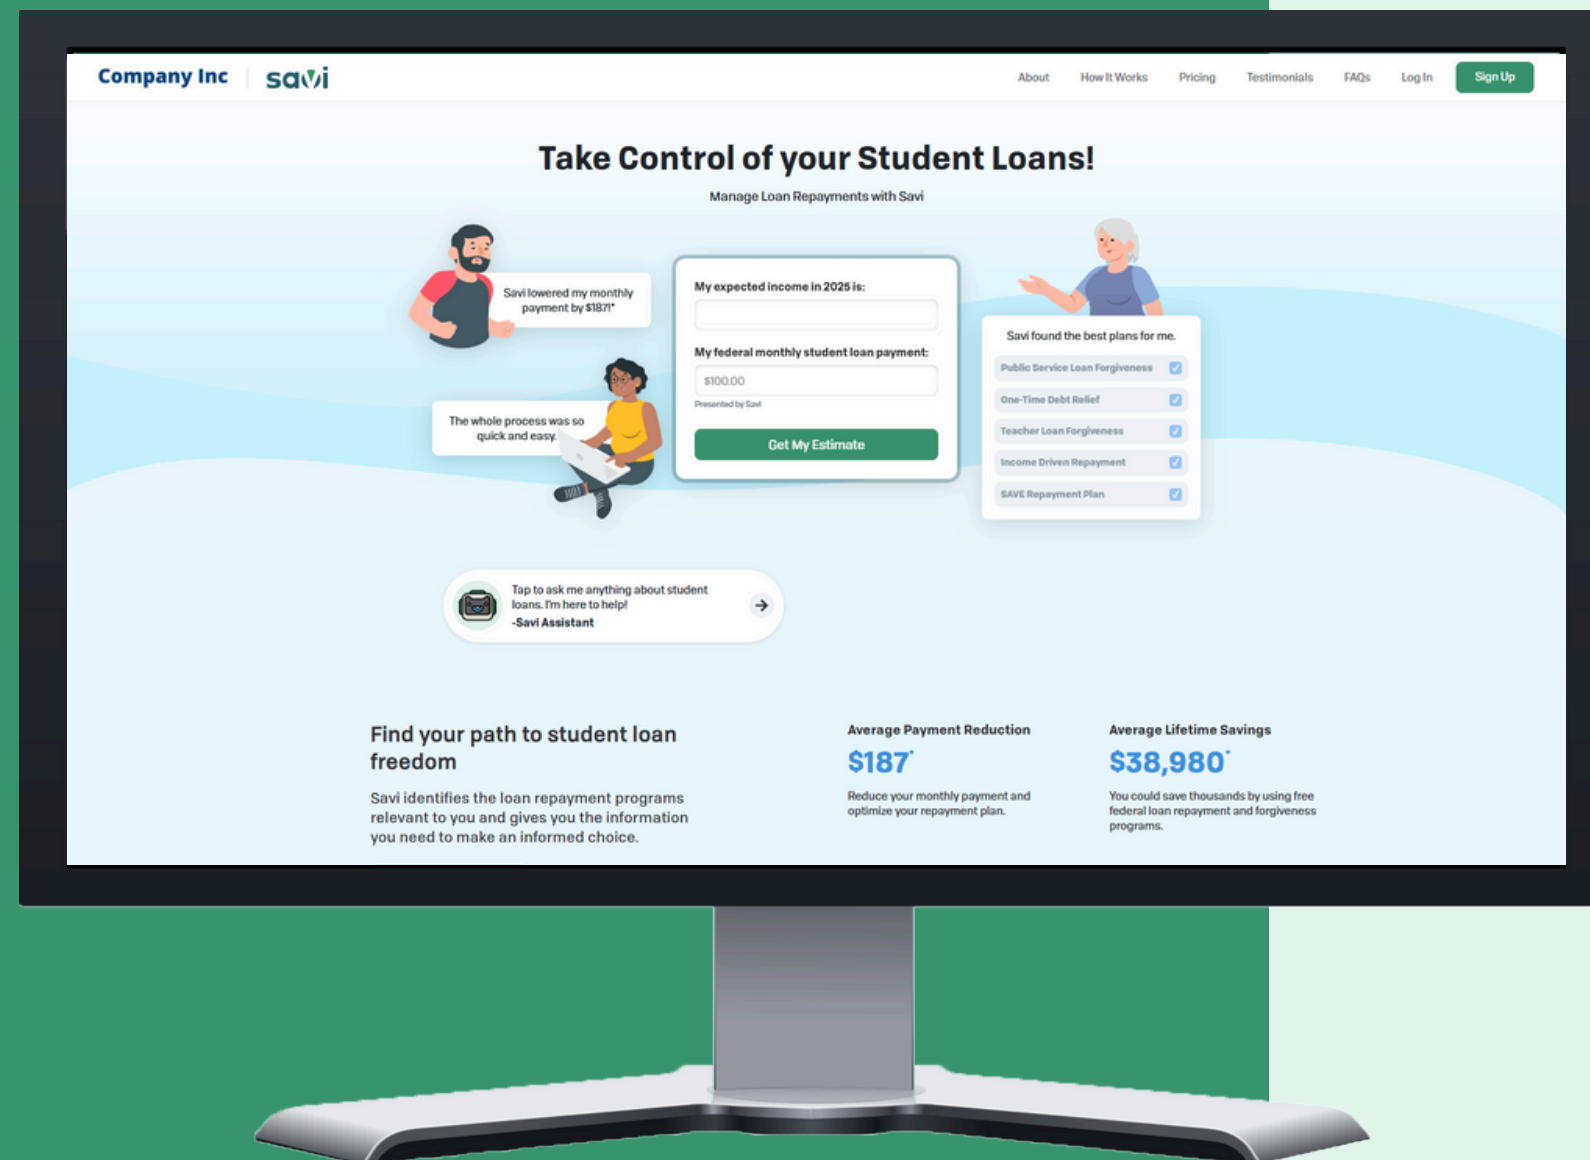 Company Inc
savi
About
How It Works
Pricing
Testimonials
FAQs
Log In
Sign Up
Take Control of your Student Loans!
Manage Loan Repayments with Savi
Savi lowered my monthly
payment by $187!*
The whole process was so
quick and easy.
My expected income in 2025 is:
My federal monthly student loan payment:
$100.00
Presented by Savi
Get My Estimate
Savi found the best plans for me.
Public Service Loan Forgiveness
One-Time Debt Relief
Teacher Loan Forgiveness
Income Driven Repayment
SAVE Repayment Plan
Tap to ask me anything about student
loans. I'm here to help!
-Savi Assistant
Find your path to student loan
freedom
Savi identifies the loan repayment programs
relevant to you and gives you the information
you need to make an informed choice.
Average Payment Reduction
$187*
Reduce your monthly payment and
optimize your repayment plan.
Average Lifetime Savings
$38,980*
You could save thousands by using free
federal loan repayment and forgiveness
programs.